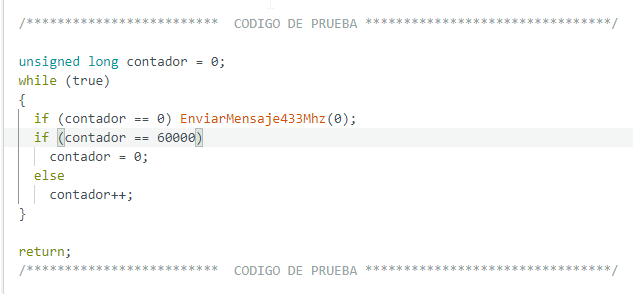 /*************************  CODIGO DE PRUEBA ********************************/
unsigned long contador = 0;
while (true)
{
if (contador == 0) EnviarMensaje433Mhz(0);
if (contador == 60000)
contador = 0;
else
contador++;
}
return;
/*************************  CODIGO DE PRUEBA ********************************/